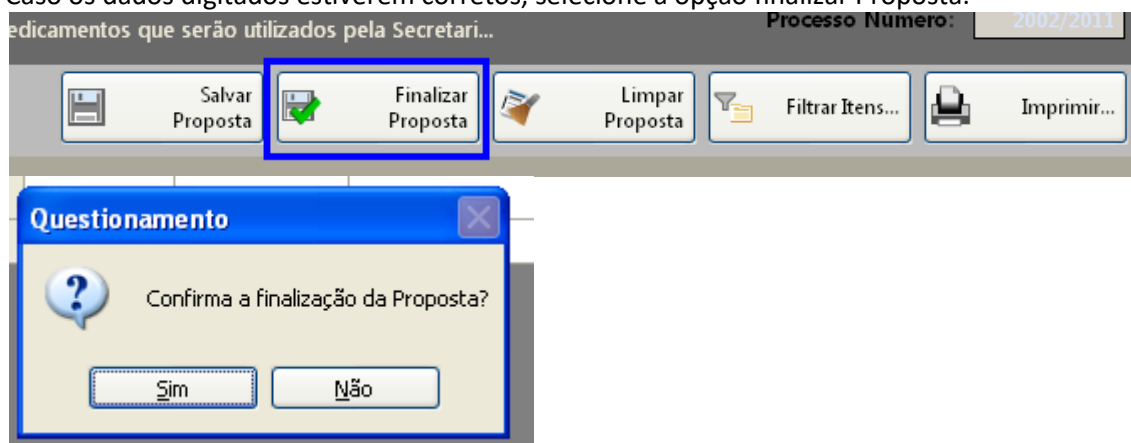 Caso os dados digitados estiverem corretos, selecione a opção finalizar Proposta.
edicamentos que serão utilizados pela Secretari...
Processo Número: 2002/2011
Salvar Proposta
Finalizar Proposta
Limpar Proposta
Filtrar Itens...
Imprimir...
Questionamento
Confirma a finalização da Proposta?
Sim
Não